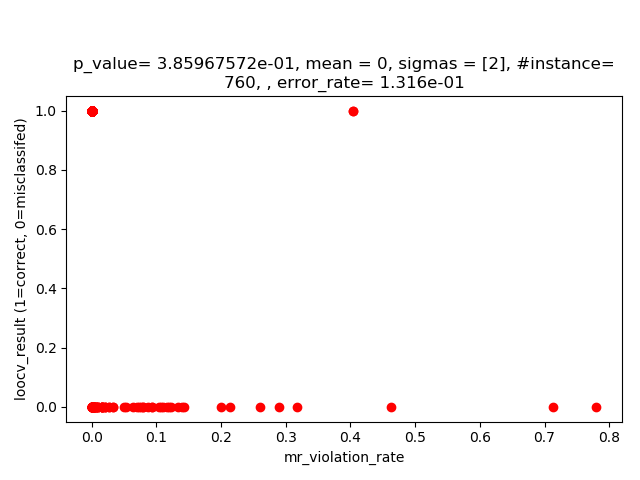 p_value= 3.85967572e-01, mean = 0, sigmas = [2], #instance=
760, , error_rate= 1.316e-01
1.0
0.8
0.6
0.4
0.2
0.0
loocv_result (1=correct, 0=misclassifed)
0.0 0.1 0.2 0.3 0.4 0.5 0.6 0.7 0.8
mr_violation_rate